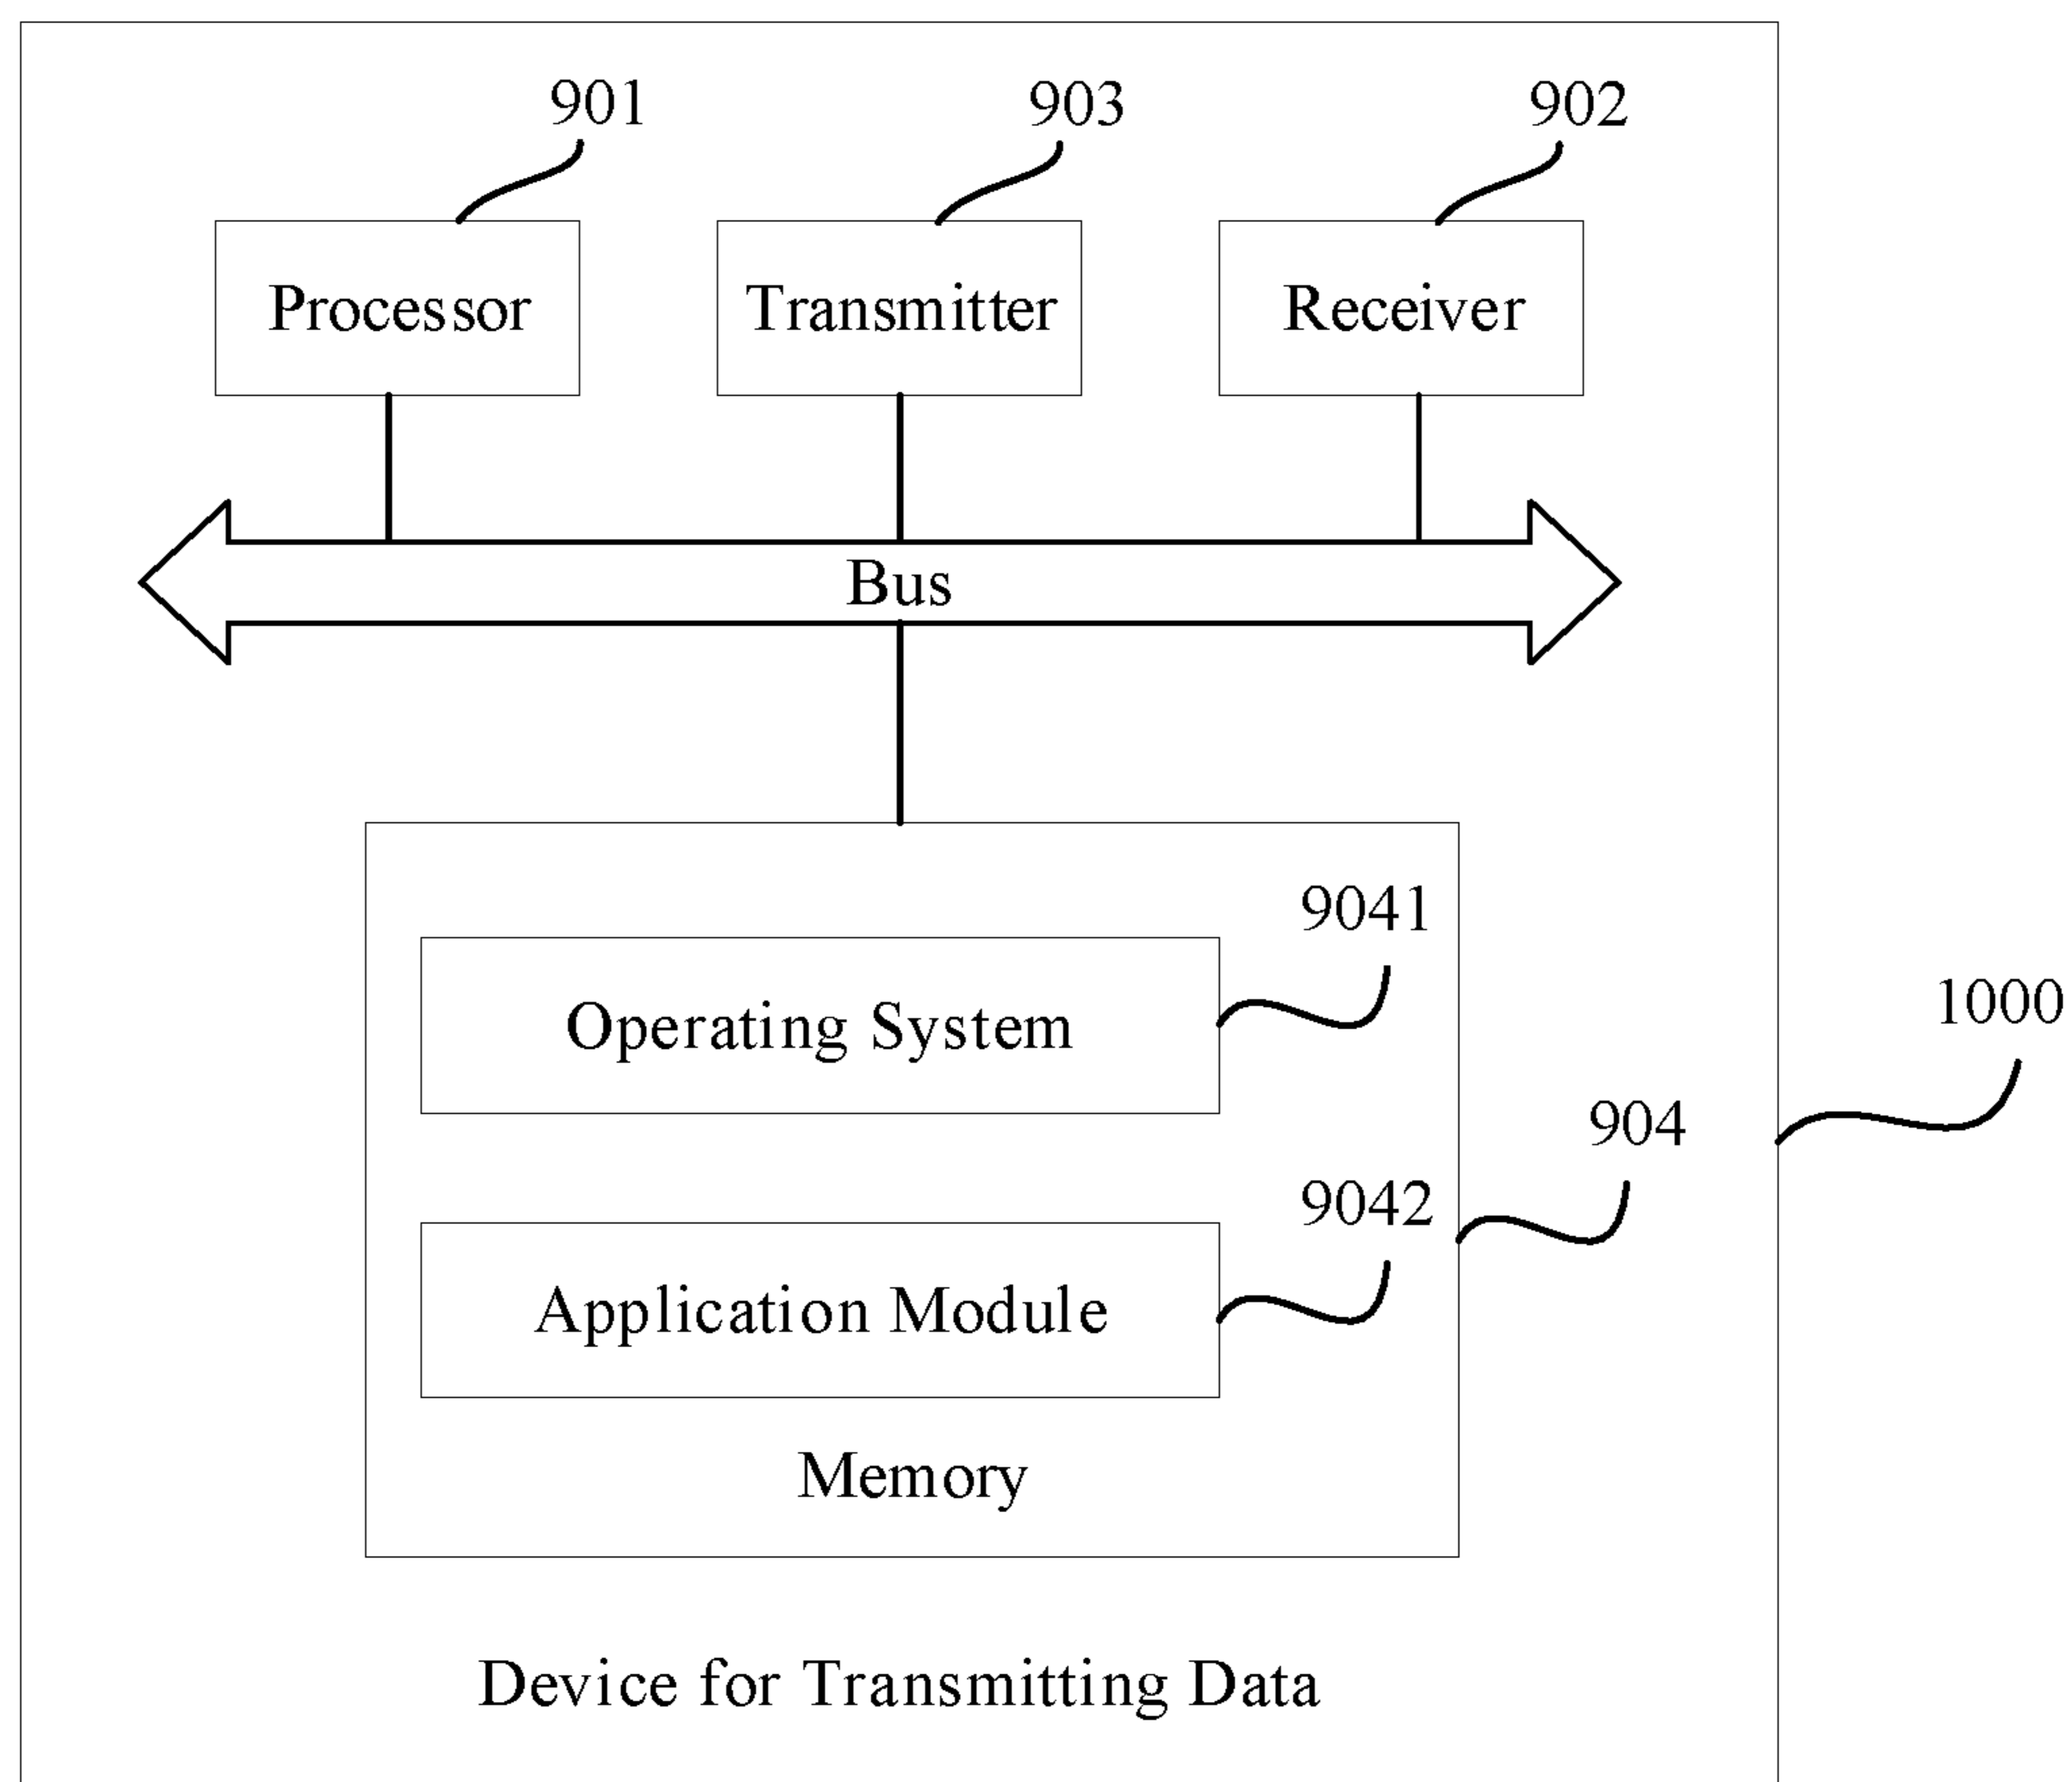 901
903
902
Processor
Transmitter
Receiver
Bus
9041
Operating System
1000
904
9042
Application Module
Memory
Device for Transmitting Data